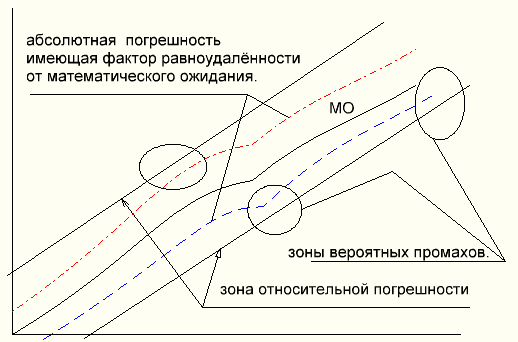 абсолютная погрешность
имеющая фактор равноудалённости
от математического ожидания.
МО
зоны вероятных промахов.
зона относительной погрешности